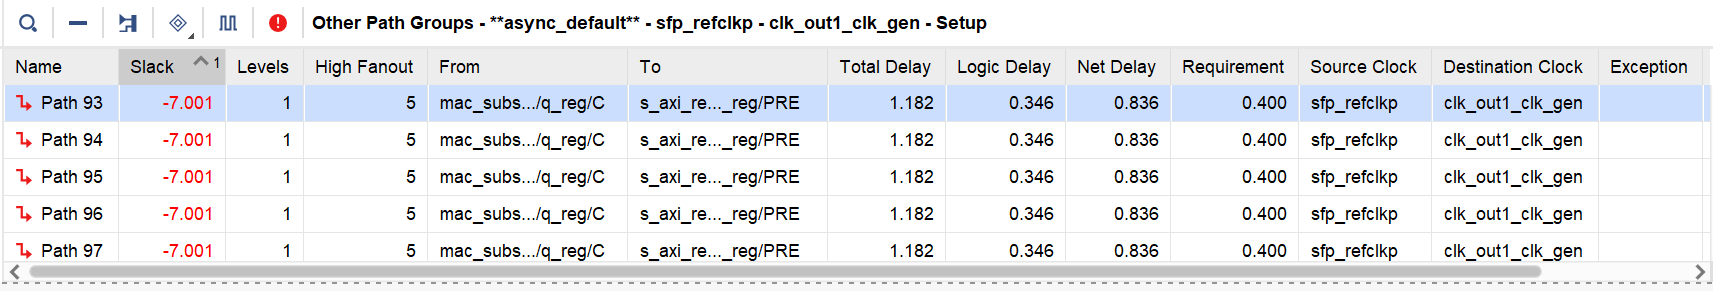 Other Path Groups - **async_default** - sfp_refclkp - clk_out1_clk_gen - Setup
Name Slack 1 Levels High Fanout From To Total Delay Logic Delay Net Delay Requirement Source Clock Destination Clock Exception
Path 93 -7.001 1 5 mac_subs.../q_reg/C s_axi_re..._reg/PRE 1.182 0.346 0.836 0.400 sfp_refclkp clk_out1_clk_gen
Path 94 -7.001 1 5 mac_subs.../q_reg/C s_axi_re..._reg/PRE 1.182 0.346 0.836 0.400 sfp_refclkp clk_out1_clk_gen
Path 95 -7.001 1 5 mac_subs.../q_reg/C s_axi_re..._reg/PRE 1.182 0.346 0.836 0.400 sfp_refclkp clk_out1_clk_gen
Path 96 -7.001 1 5 mac_subs.../q_reg/C s_axi_re..._reg/PRE 1.182 0.346 0.836 0.400 sfp_refclkp clk_out1_clk_gen
Path 97 -7.001 1 5 mac_subs.../q_reg/C s_axi_re..._reg/PRE 1.182 0.346 0.836 0.400 sfp_refclkp clk_out1_clk_gen